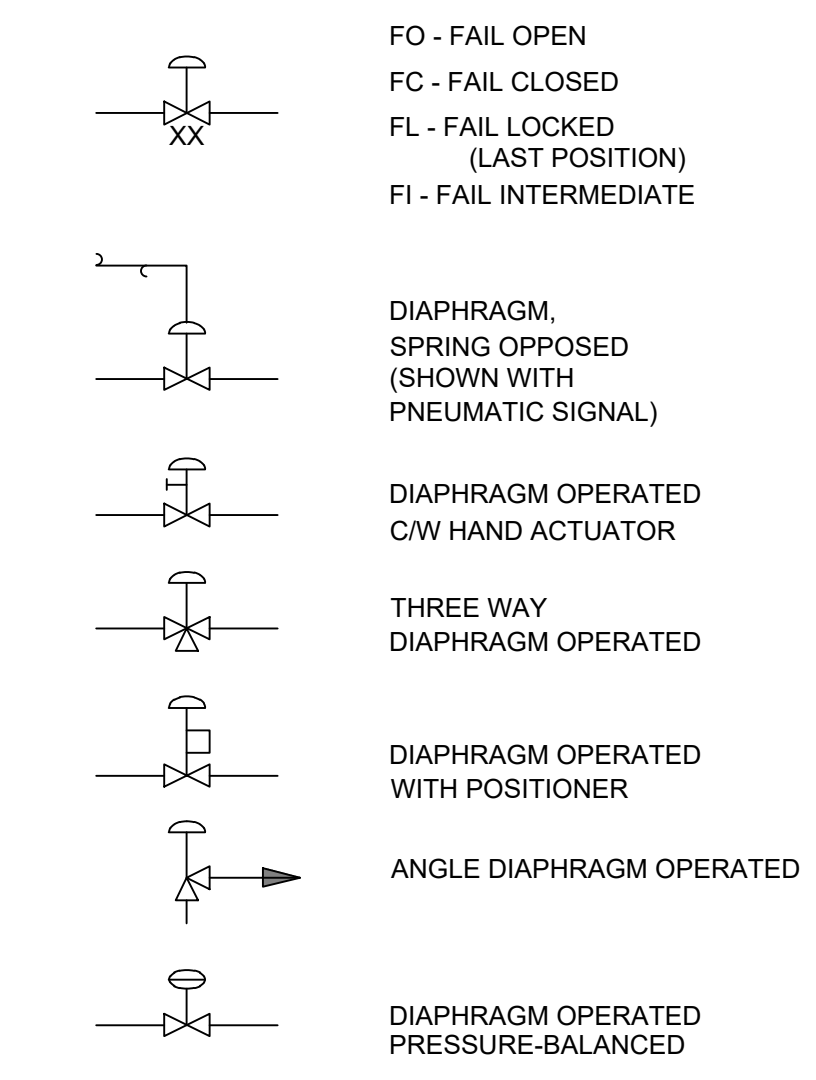 FO - FAIL OPEN
FC - FAIL CLOSED
XX
FL - FAIL LOCKED
(LAST POSITION)
FI - FAIL INTERMEDIATE
DIAPHRAGM,
SPRING OPPOSED
(SHOWN WITH
PNEUMATIC SIGNAL)
DIAPHRAGM OPERATED
C/W HAND ACTUATOR
THREE WAY
DIAPHRAGM OPERATED
DIAPHRAGM OPERATED
WITH POSITIONER
ANGLE DIAPHRAGM OPERATED
DIAPHRAGM OPERATED
PRESSURE-BALANCED